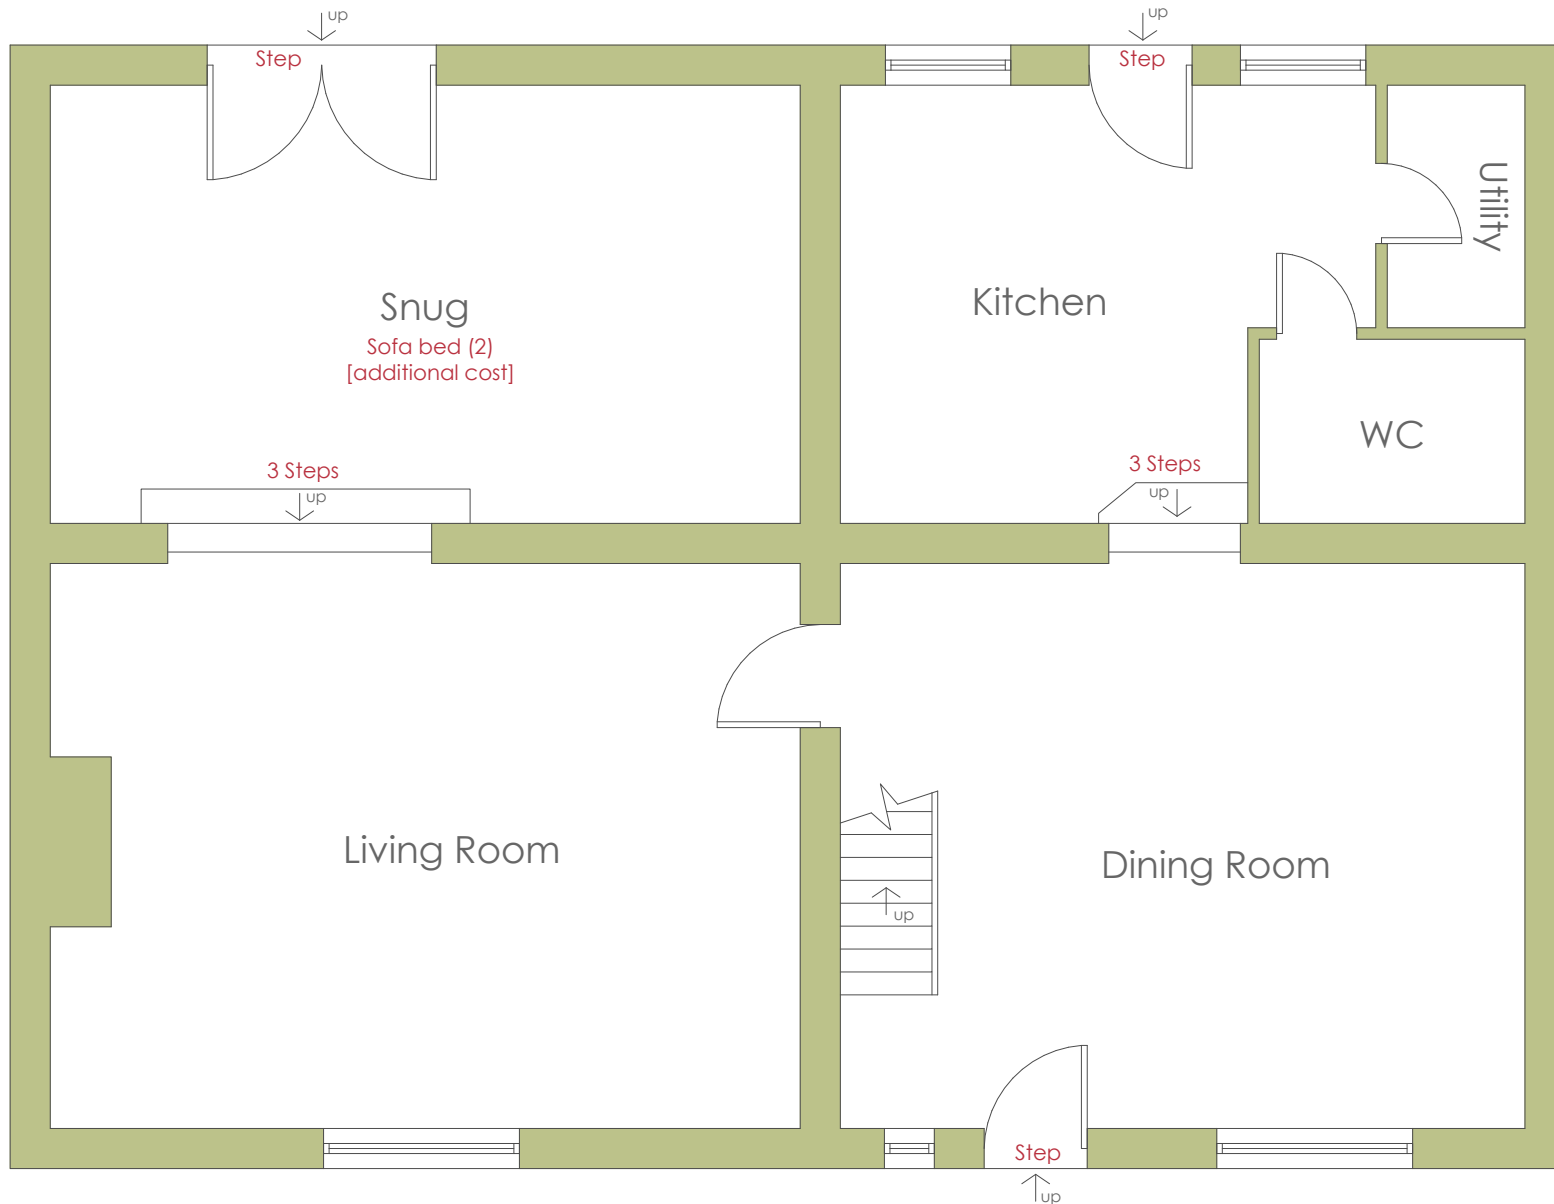 up
up
Step
Step
Utility
Snug
Sofa bed (2)
[additional cost]
Kitchen
WC
3 Steps
up
3 Steps
up
Living Room
Dining Room
up
Step
up